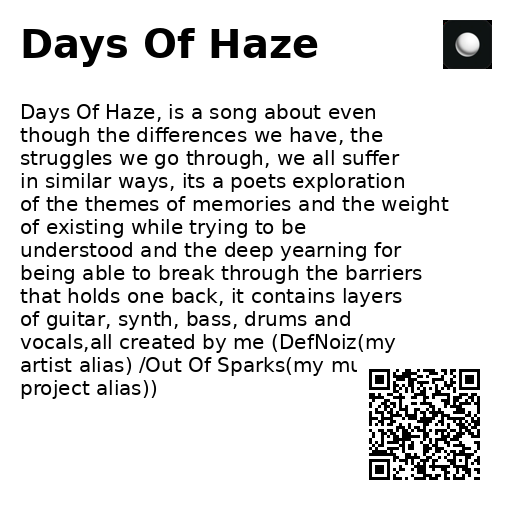 Days Of Haze
Days Of Haze, is a song about even
though the differences we have, the
struggles we go through, we all suffer
in similar ways, its a poets exploration
of the themes of memories and the weight
of existing while trying to be
understood and the deep yearning for
being able to break through the barriers
that holds one back, it contains layers
of guitar, synth, bass, drums and
vocals,all created by me (DefNoiz(my
artist alias) /Out Of Sparks(my
project alias))